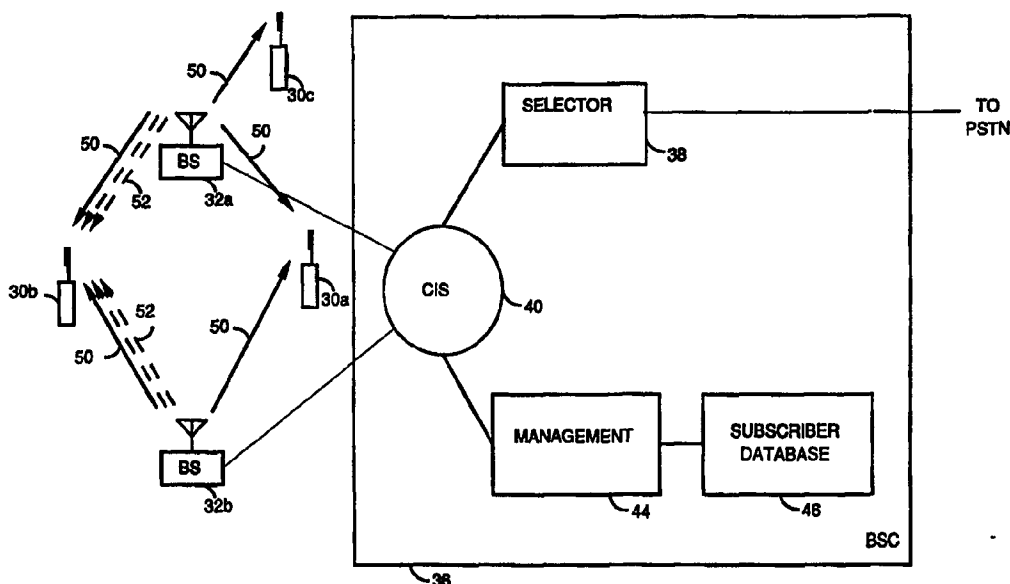 50
30c
SELECTOR
TO
PSTN
50
50
BS
38
52
32a
30b
30a
CIS
40
52
50
50
MANAGEMENT
SUBSCRIBER
DATABASE
BS
32b
44
46
BSC
36